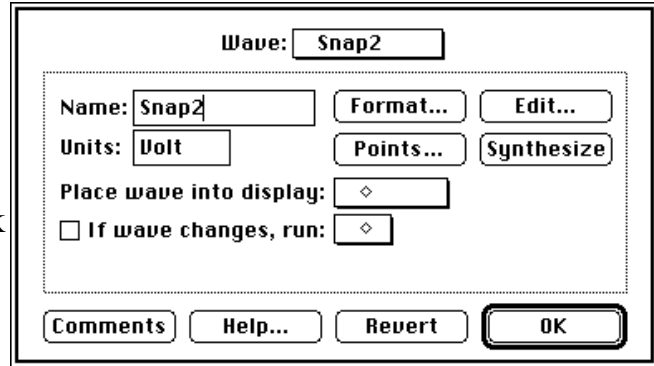 Wave: Snap2
Name: Snap2 Format... Edit...
Units: Volt Points... Synthesize
Place wave into display: ◇
If wave changes, run: ◇
Comments Help... Revert OK